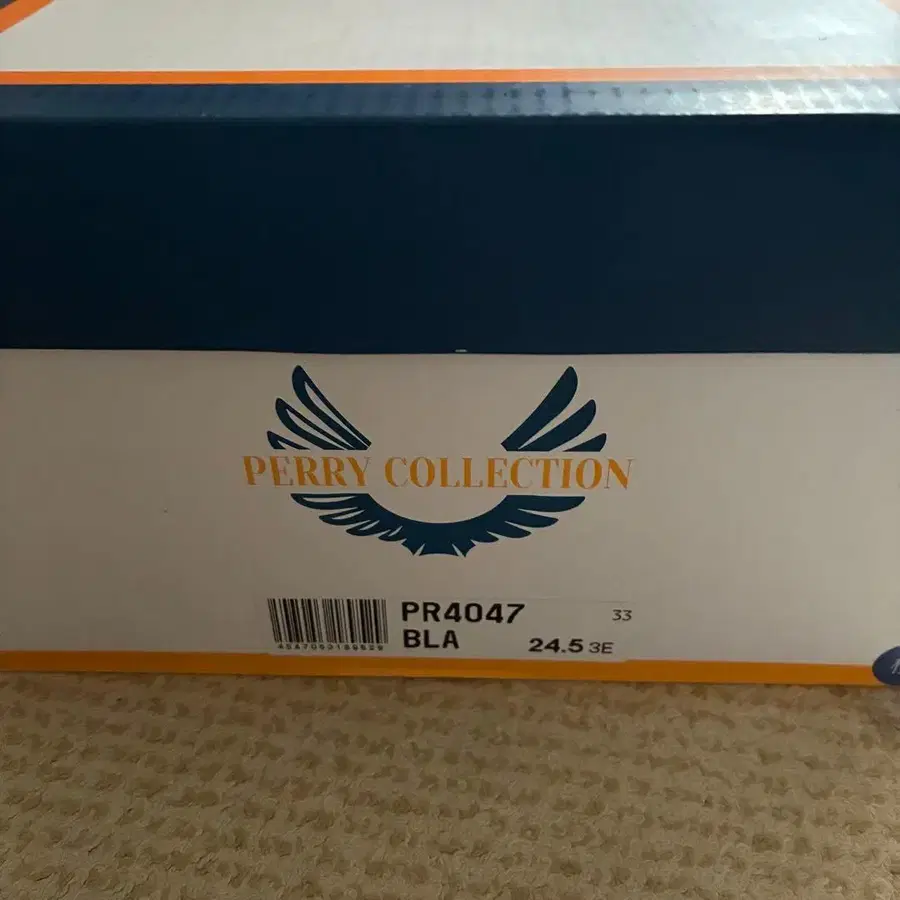 PERRY COLLECTION
PR4047
33
BLA
24.5 3E